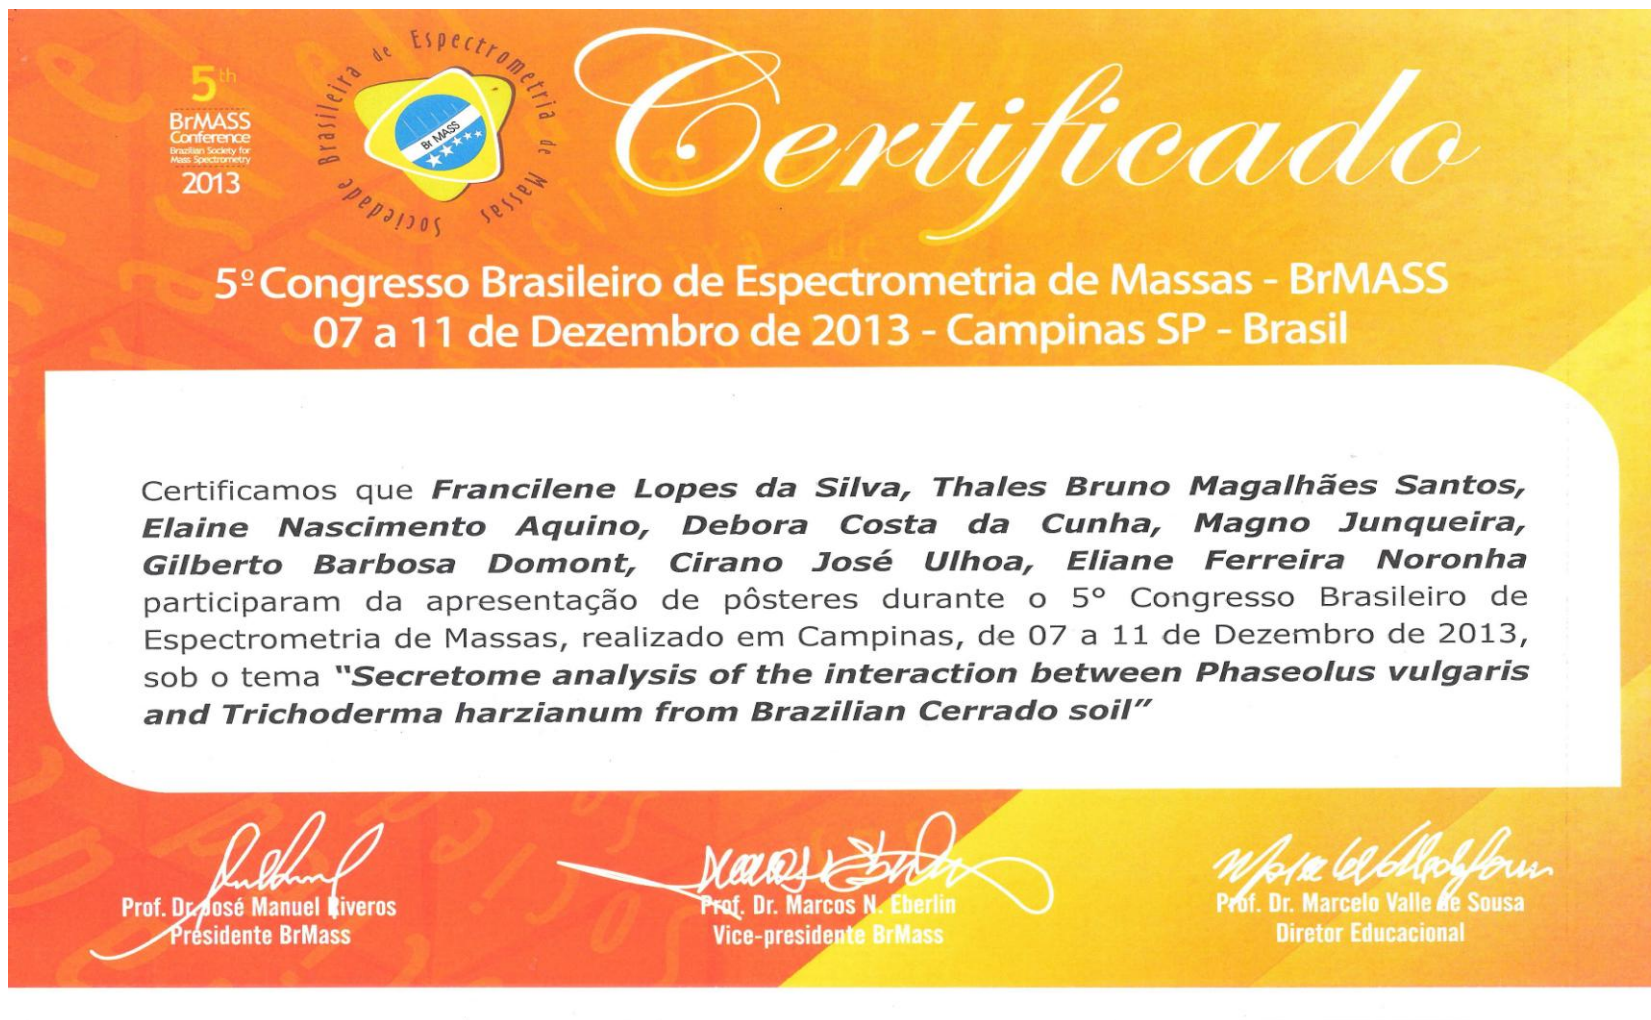 5th
BrMASS
Conference
Brazilian Society for
Mass Spectrometry
2013
Sociedade Brasileira de Espectrometria de Massas
Br MASS
Certificado
5º Congresso Brasileiro de Espectrometria de Massas - BrMASS
07 a 11 de Dezembro de 2013 - Campinas SP - Brasil
Certificamos que Francilene Lopes da Silva, Thales Bruno Magalhães Santos,
Elaine Nascimento Aquino, Debora Costa da Cunha, Magno Junqueira,
Gilberto Barbosa Domont, Cirano José Ulhoa, Eliane Ferreira Noronha
participaram da apresentação de pôsteres durante o 5° Congresso Brasileiro de
Espectrometria de Massas, realizado em Campinas, de 07 a 11 de Dezembro de 2013,
sob o tema “Secretome analysis of the interaction between Phaseolus vulgaris
and Trichoderma harzianum from Brazilian Cerrado soil”
Prof. Dr. José Manuel Riveros
Presidente BrMass
Prof. Dr. Marcos N. Eberlin
Vice-presidente BrMass
Prof. Dr. Marcelo Valle de Sousa
Diretor Educacional